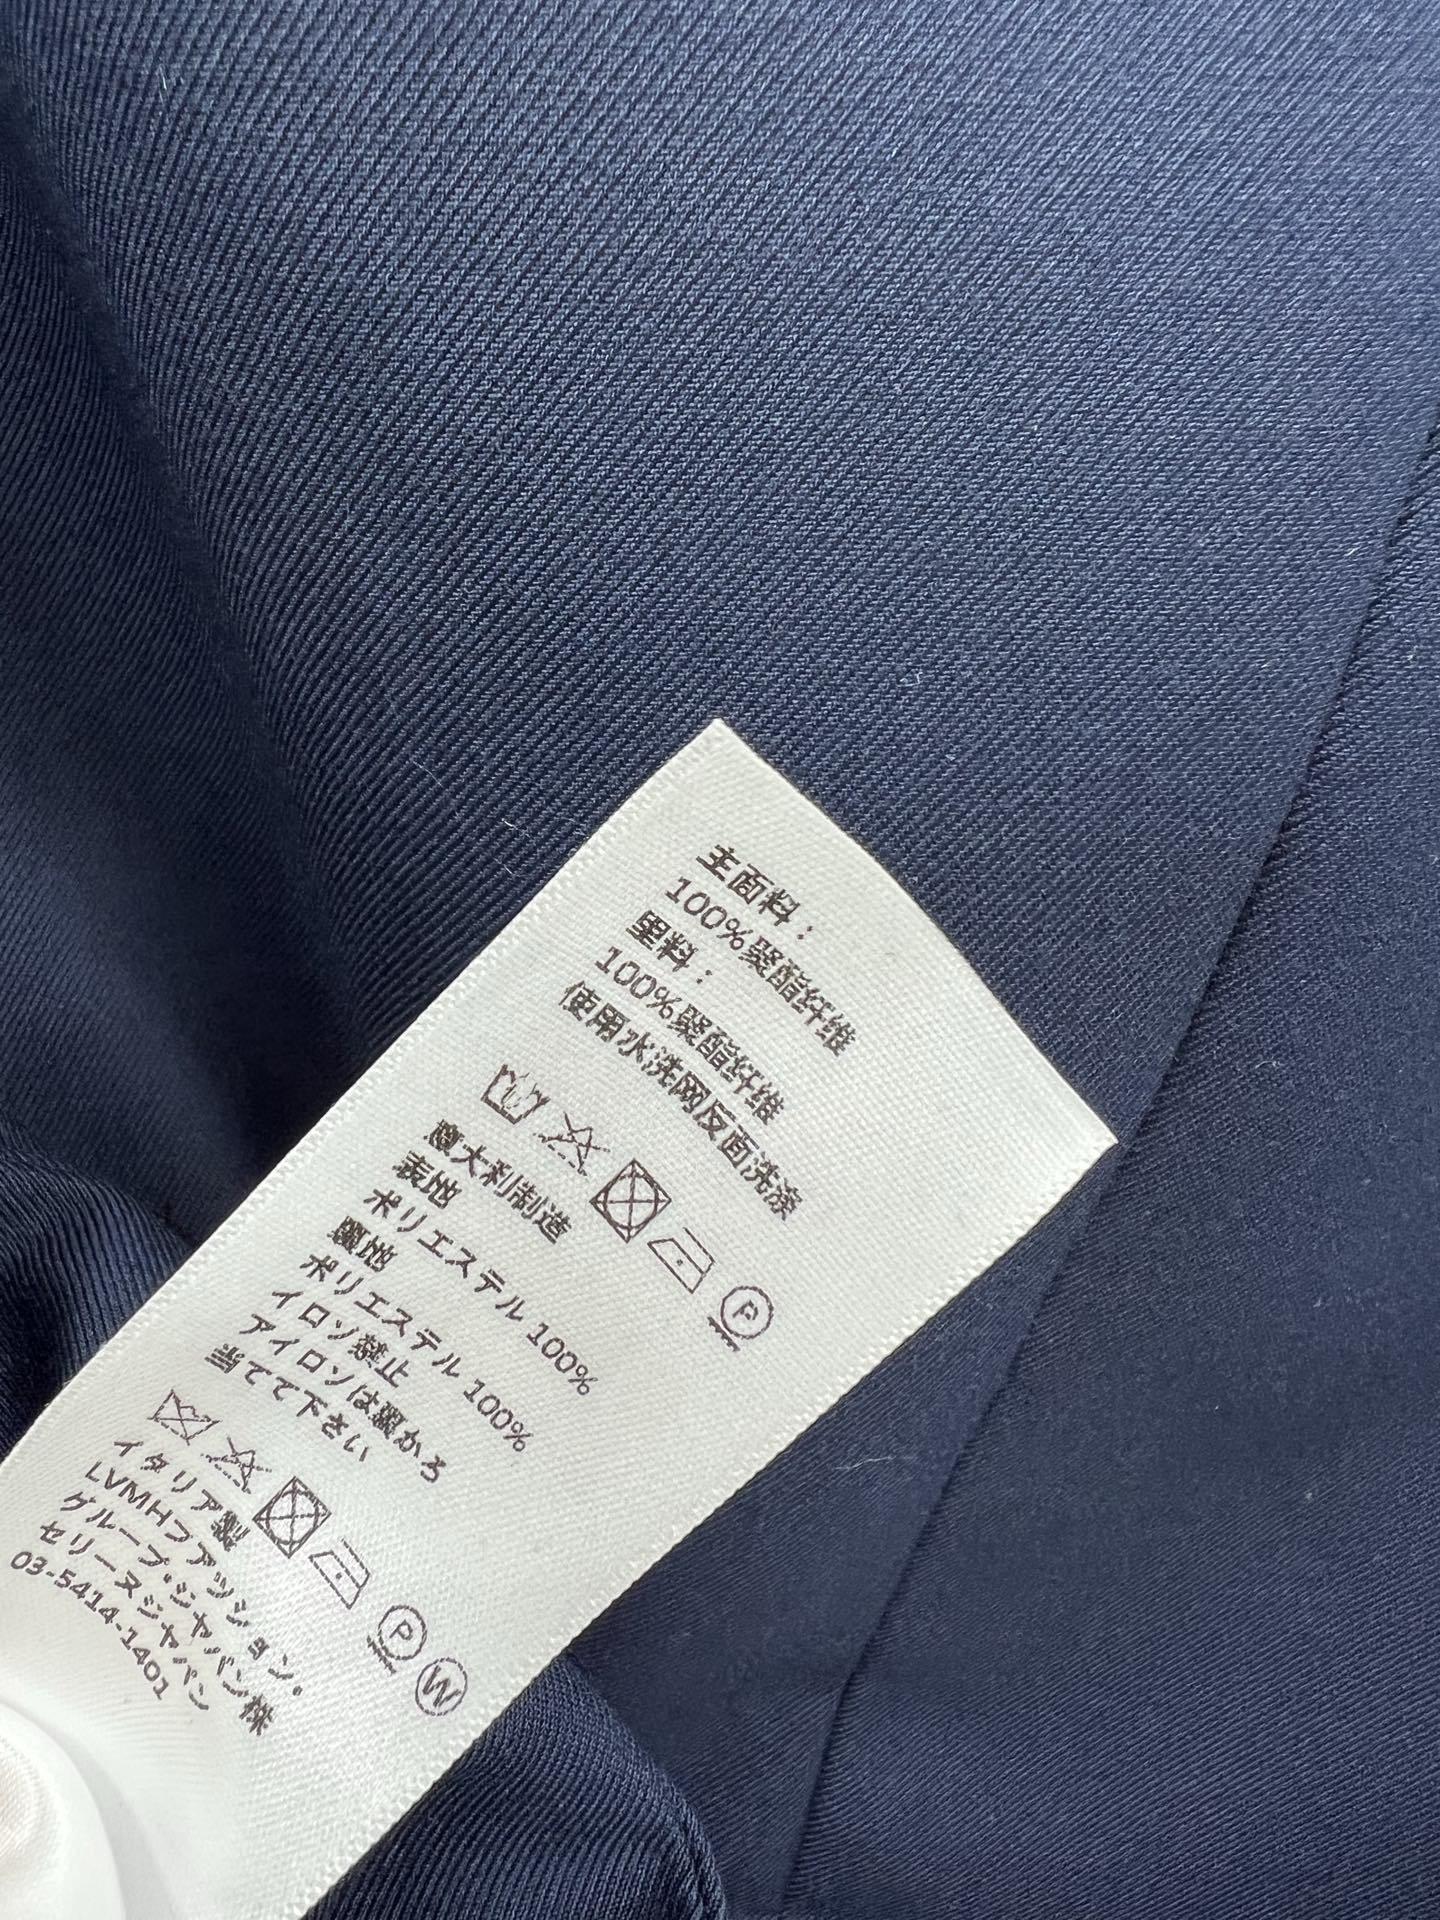 主面料：
100%聚酯纤维
里料：
100%聚酯纤维
使用水洗网反面洗涤
P
意大利制造
表地
ポリエステル 100%
裏地
ポリエステル 100%
イロソ禁止
アイロンは裏かろ
当てて下さい
P W
イタリア製
LVMHファッション・
グループ・ジャパン株
セリーヌジャパン
03-5414-1401